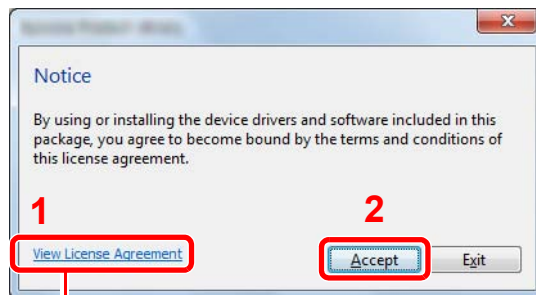 Notice
By using or installing the device drivers and software included in this
package, you agree to become bound by the terms and conditions of
this license agreement.
1
2
View License Agreement
Accept
Exit